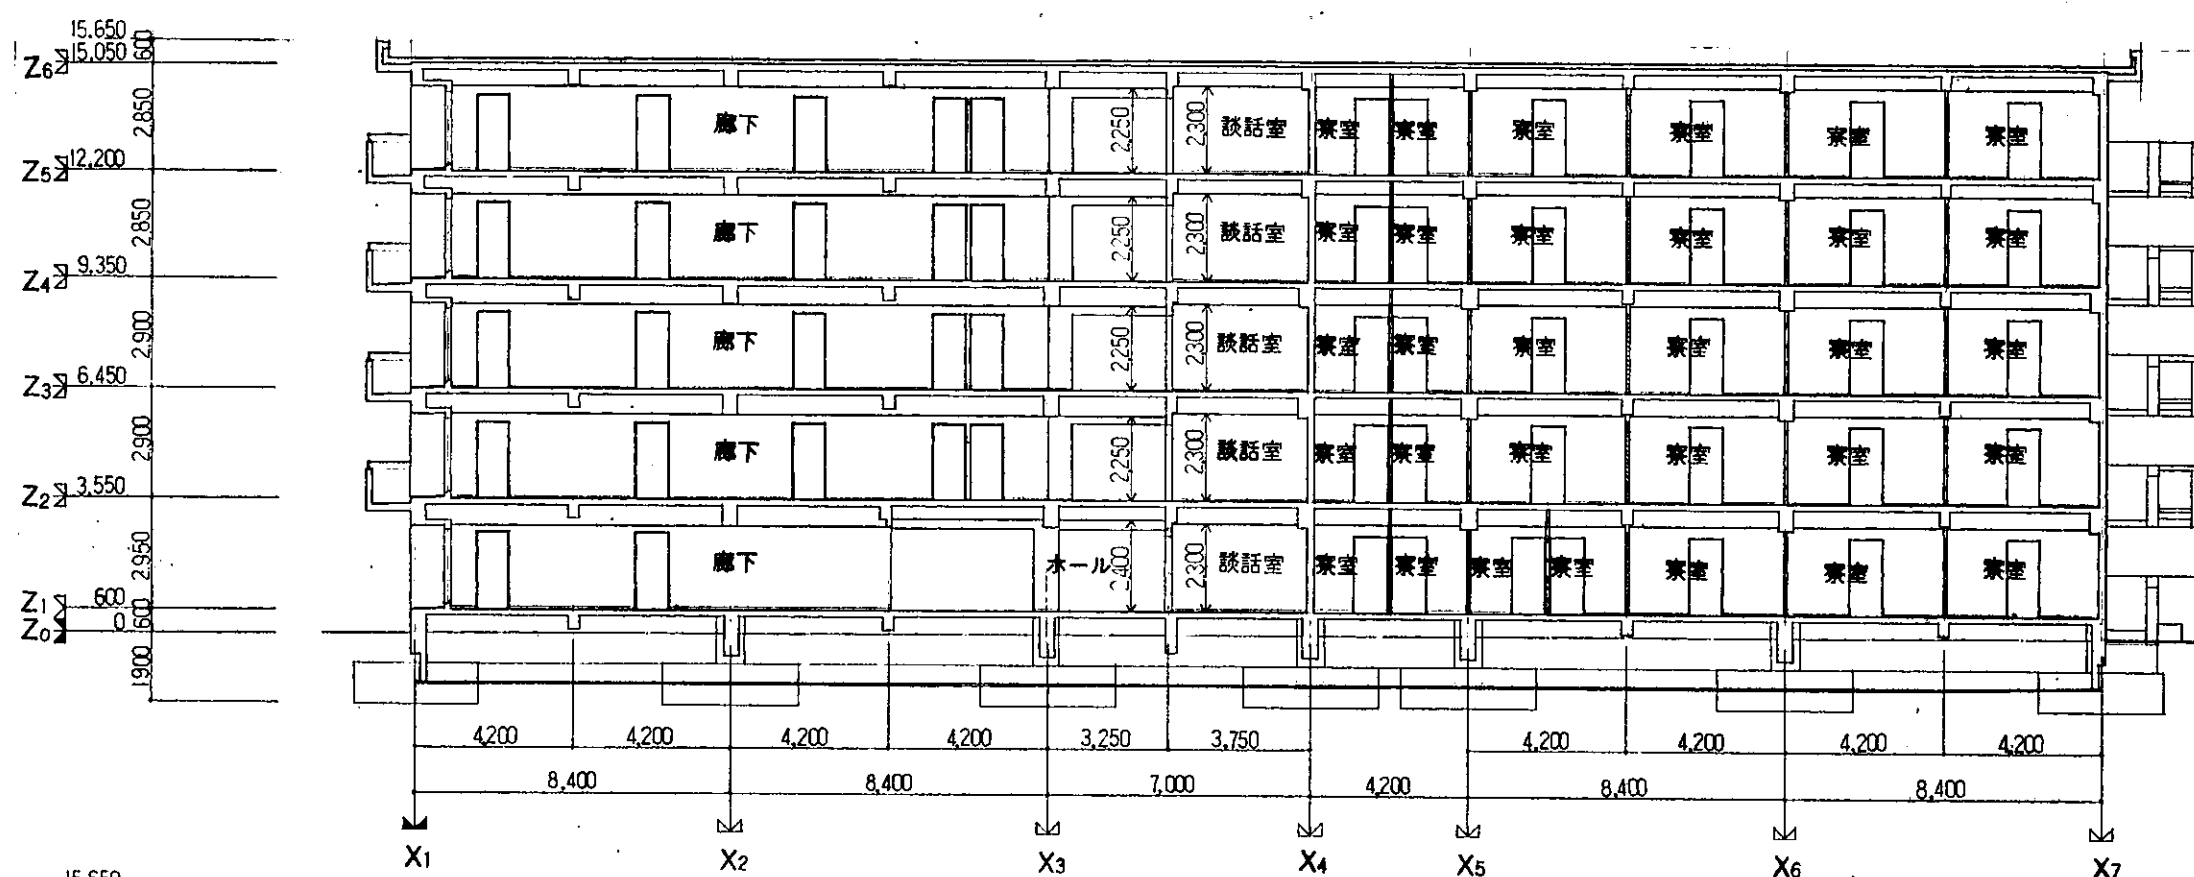 15.650
600
Z6 15,050
2,850
廊下 2,250 2,300 談話室 寮室 寮室 寮室 寮室 寮室 寮室
Z5 12,200
2,850
廊下 2,250 2,300 談話室 寮室 寮室 寮室 寮室 寮室 寮室
Z4 9,350
2,900
廊下 2,250 2,300 談話室 寮室 寮室 寮室 寮室 寮室 寮室
Z3 6,450
2,900
廊下 2,250 2,300 談話室 寮室 寮室 寮室 寮室 寮室 寮室
Z2 3,550
2,950
廊下 ホール 2,400 2,300 談話室 寮室 寮室 寮室 寮室 寮室 寮室 寮室
Z1 600
600
Z0 0
1,900
4,200 4,200 4,200 4,200 3,250 3,750 4,200 4,200 4,200 4,200
8,400 8,400 7,000 4,200 8,400 8,400
X1 X2 X3 X4 X5 X6 X7